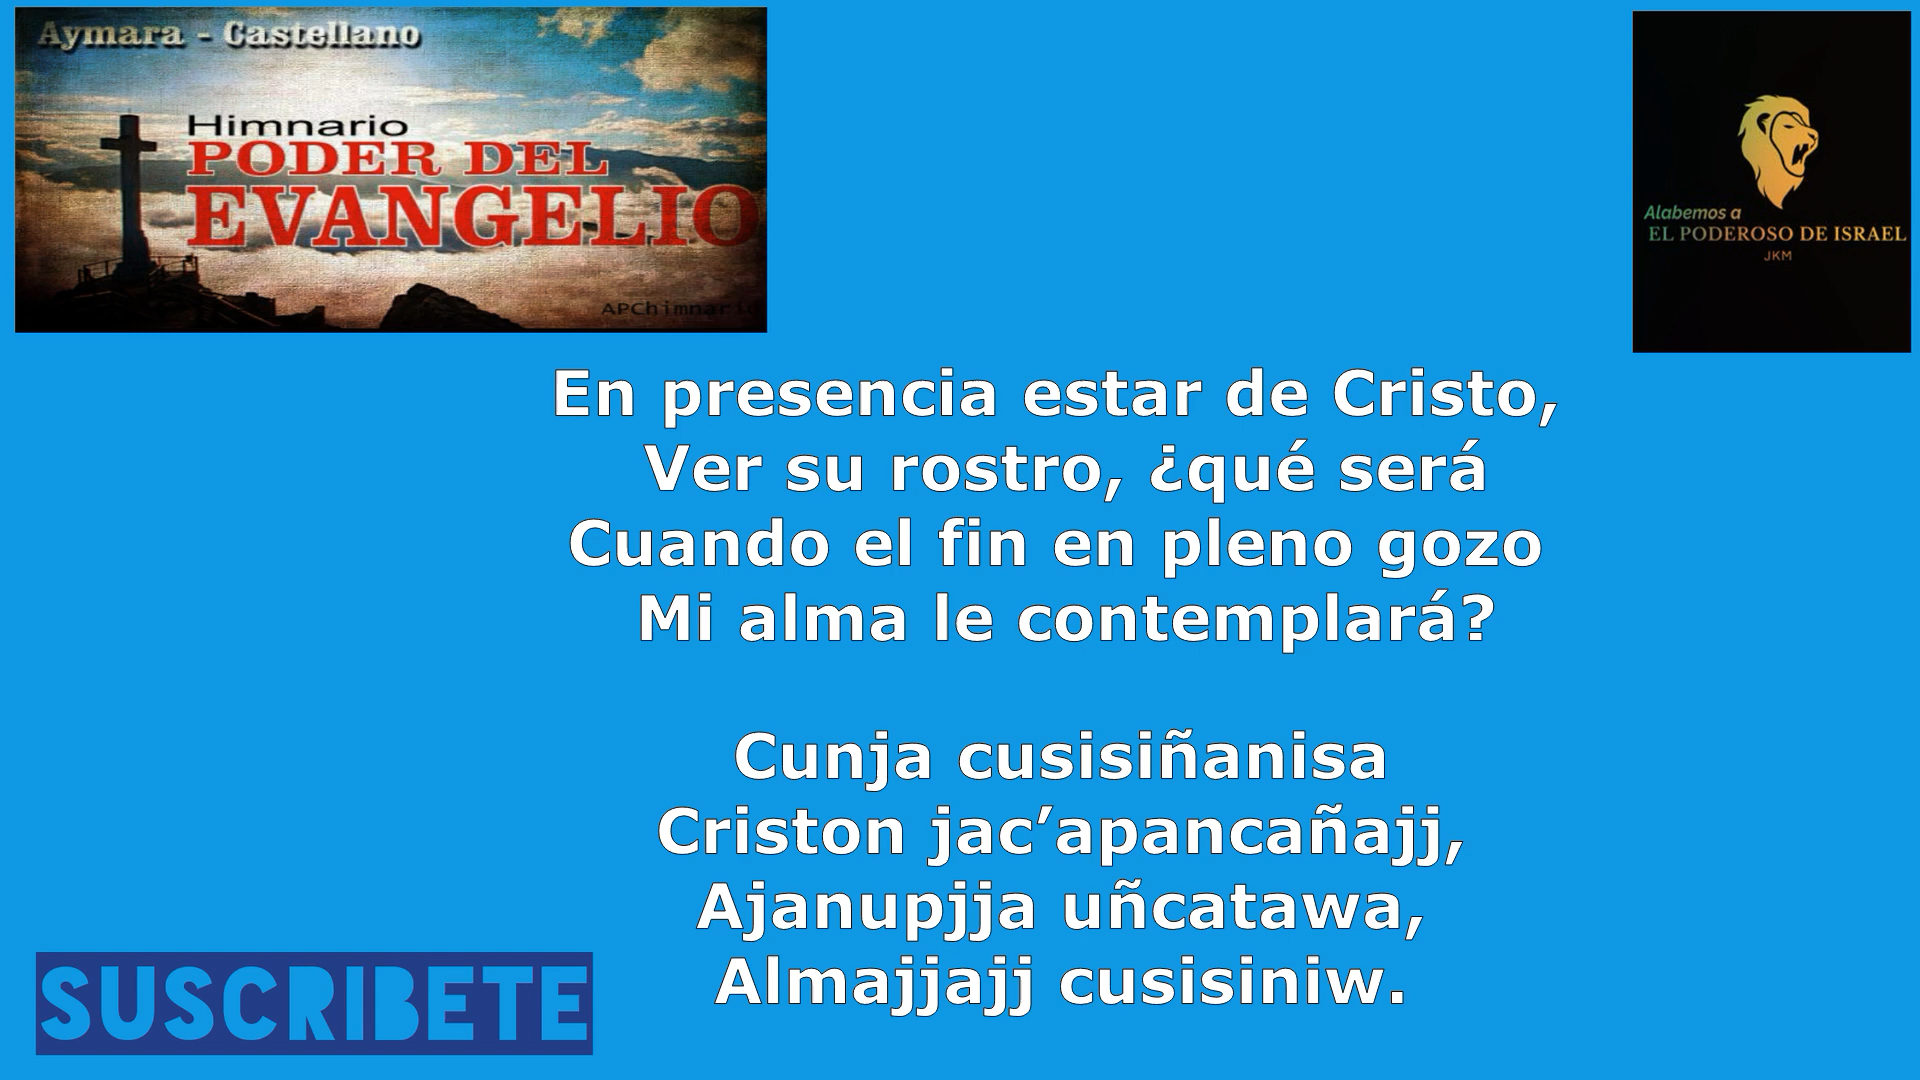 Aymara - Castellano
Himnario
PODER DEL
EVANGELIO
APChimnario
Alabemos a
EL PODEROSO DE ISRAEL
JKM
En presencia estar de Cristo,
Ver su rostro, ¿qué será
Cuando el fin en pleno gozo
Mi alma le contemplará?
Cunja cusisiñanisa
Criston jac’apancañajj,
Ajanupjja uñcatawa,
Almajjajj cusisiniw.
SUSCRIBETE